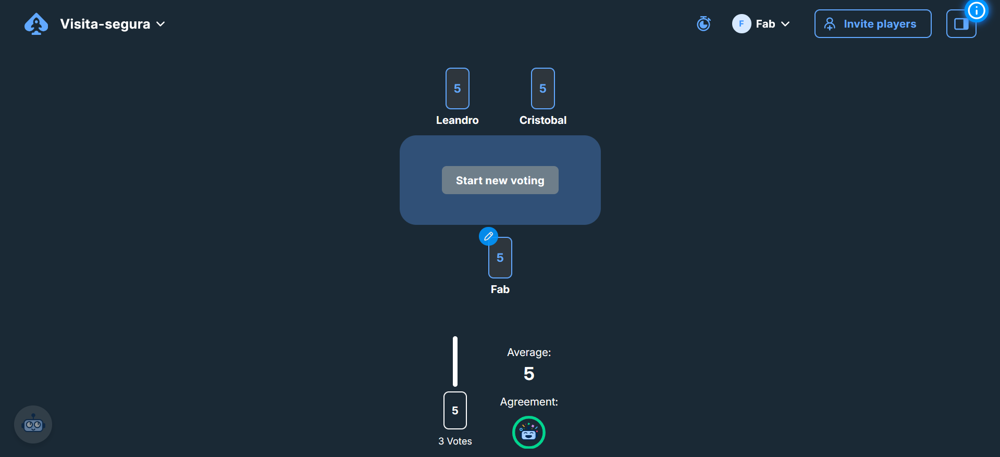 Visita-segura
F
Fab
Invite players
5
5
Leandro
Cristobal
Start new voting
5
Fab
Average:
5
Agreement:
5
3 Votes